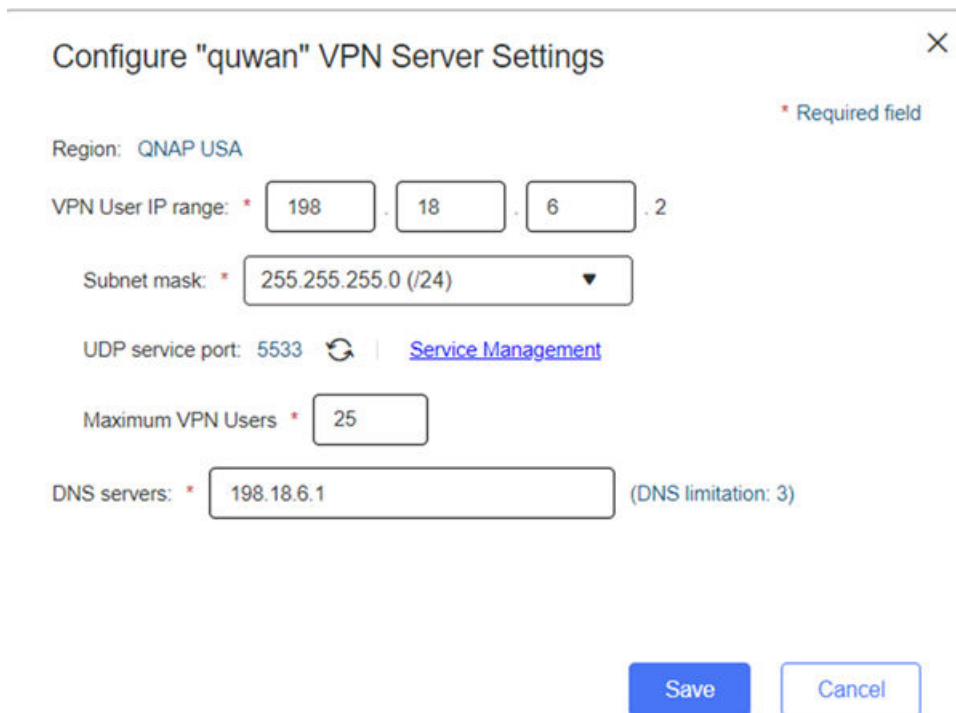 Configure "quwan" VPN Server Settings
* Required field
Region: QNAP USA
VPN User IP range: * 198 . 18 . 6 . 2
Subnet mask: * 255.255.255.0 (/24)
UDP service port: 5533 Service Management
Maximum VPN Users * 25
DNS servers: * 198.18.6.1 (DNS limitation: 3)
Save Cancel